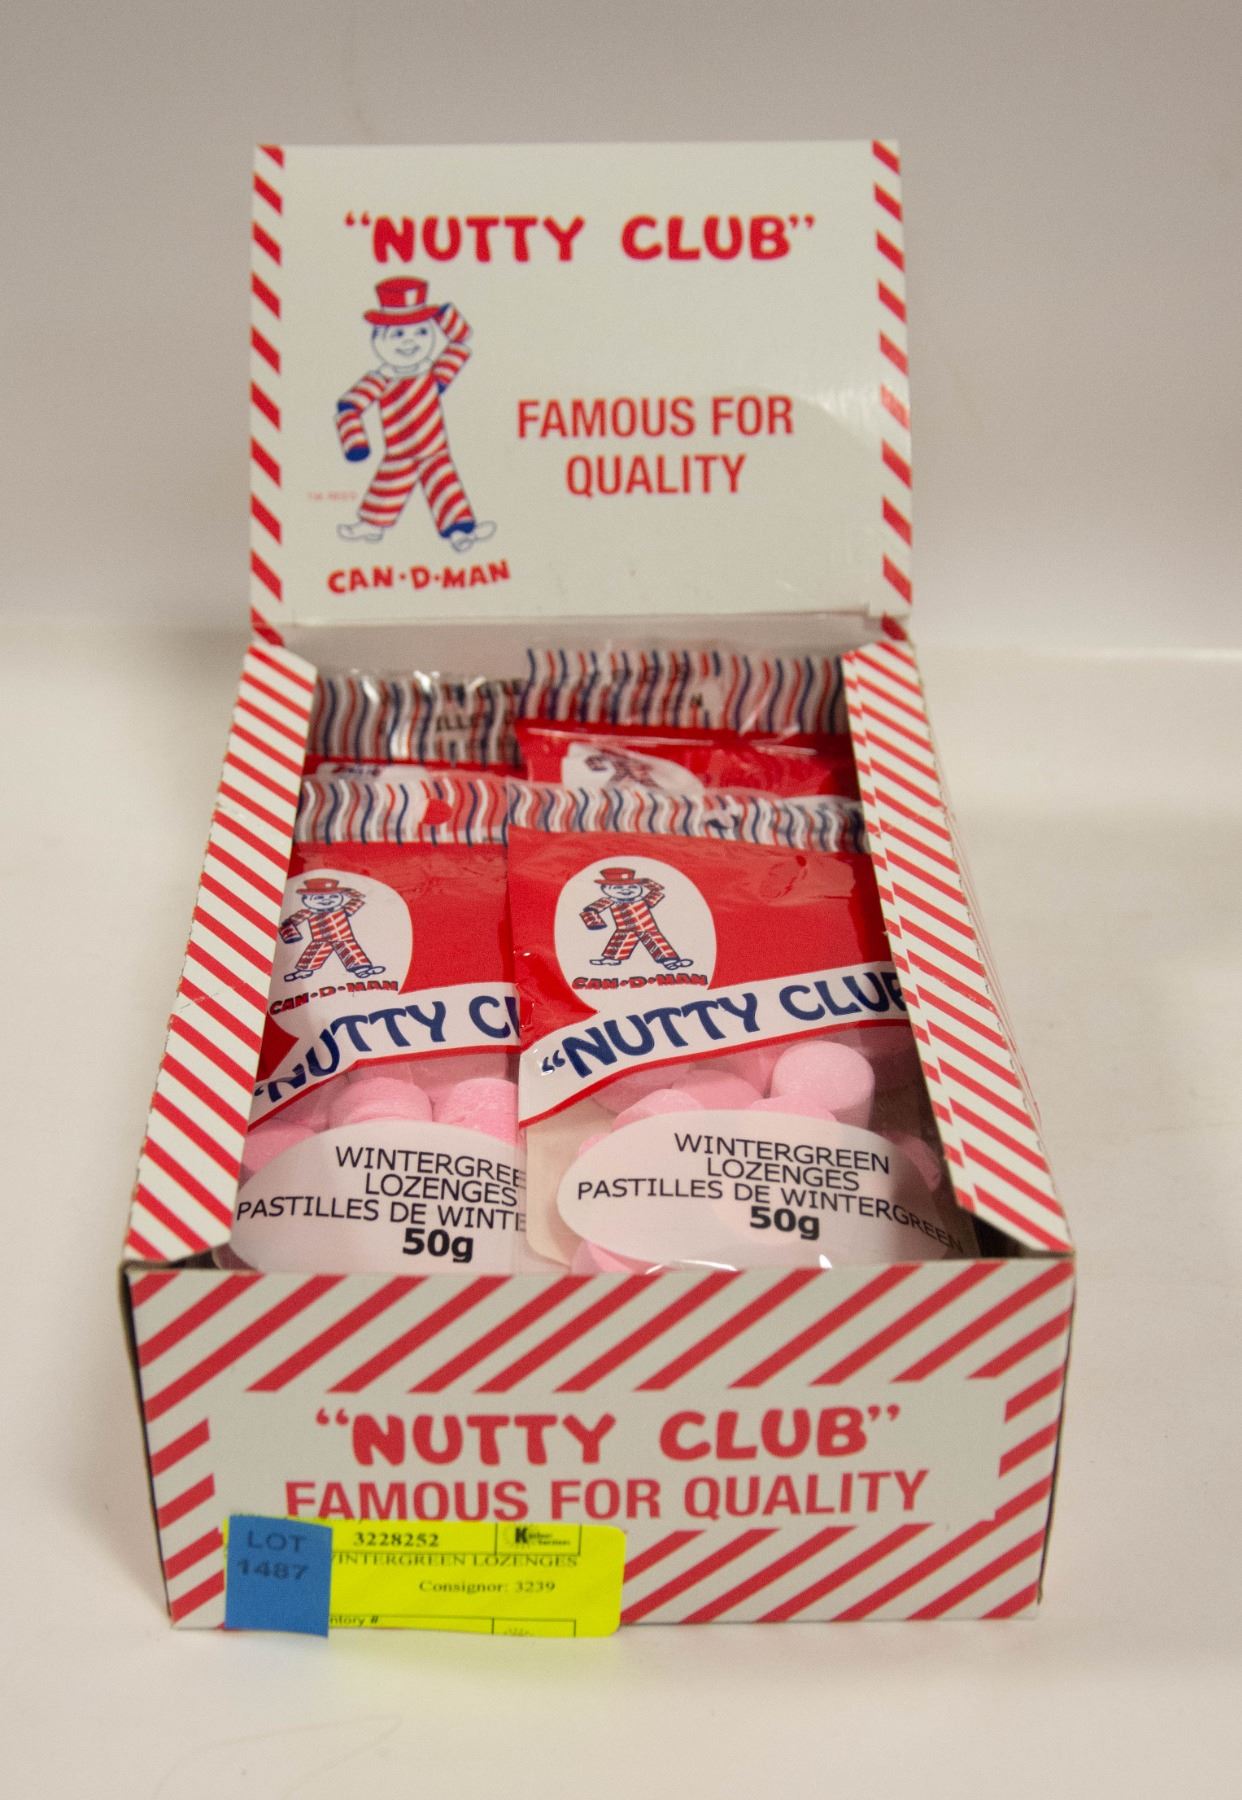 “NUTTY CLUB”
FAMOUS FOR
QUALITY
CAN·D·MAN
CAN·D·MAN
“NUTTY CL
WINTERGREE
LOZENGES
PASTILLES DE WINTE
50g
CAN·D·MAN
“NUTTY CLUB
WINTERGREEN
LOZENGES
PASTILLES DE WINTERGREEN
50g
“NUTTY CLUB”
FAMOUS FOR QUALITY
LOT
1487
3228252
WINTERGREEN LOZENGES
Consignor: 3239
ntory #